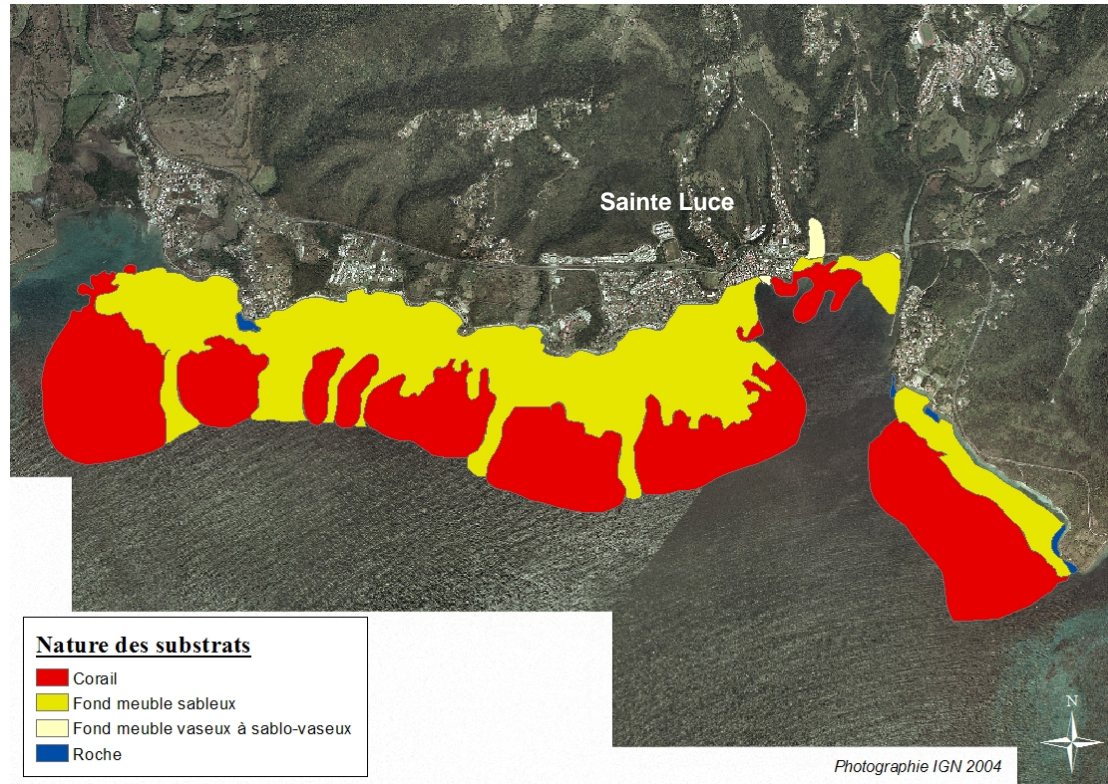 Sainte Luce
Nature des substrats
Corail
Fond meuble sableux
Fond meuble vaseux à sablo-vaseux
Roche
N
Photographie IGN 2004